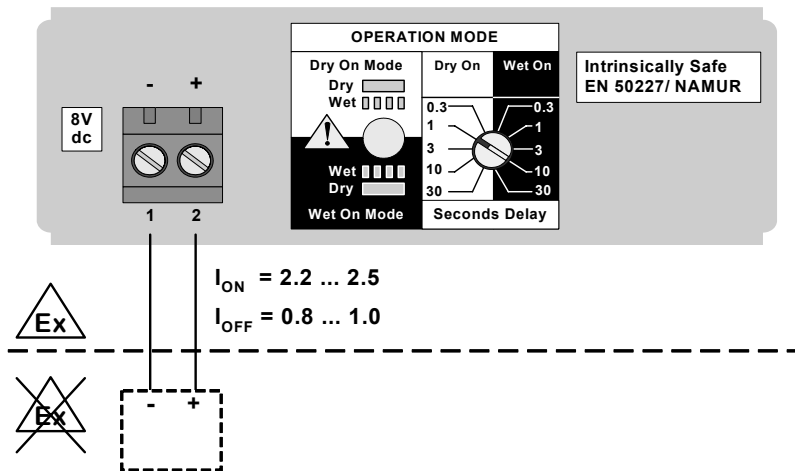 OPERATION MODE
Dry On Mode
Dry
Wet
Wet
Dry
Wet On Mode
Dry On
Wet On
0.3
0.3
1
1
3
3
10
10
30
30
Seconds Delay
Intrinsically Safe
EN 50227/ NAMUR
- +
8V
dc
1 2
I_ON = 2.2 ... 2.5
I_OFF = 0.8 ... 1.0
Ex
Ex
- +